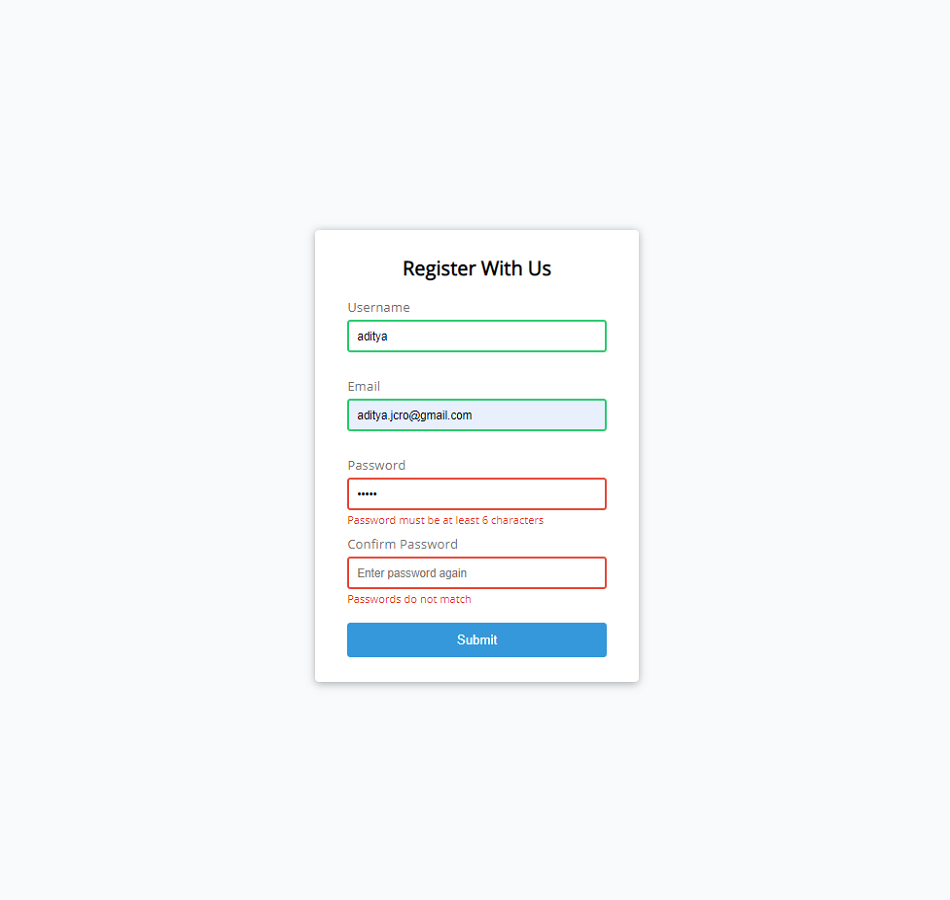 Register With Us
Username
aditya
Email
aditya.jcro@gmail.com
Password
•••••
Password must be at least 6 characters
Confirm Password
Enter password again
Passwords do not match
Submit